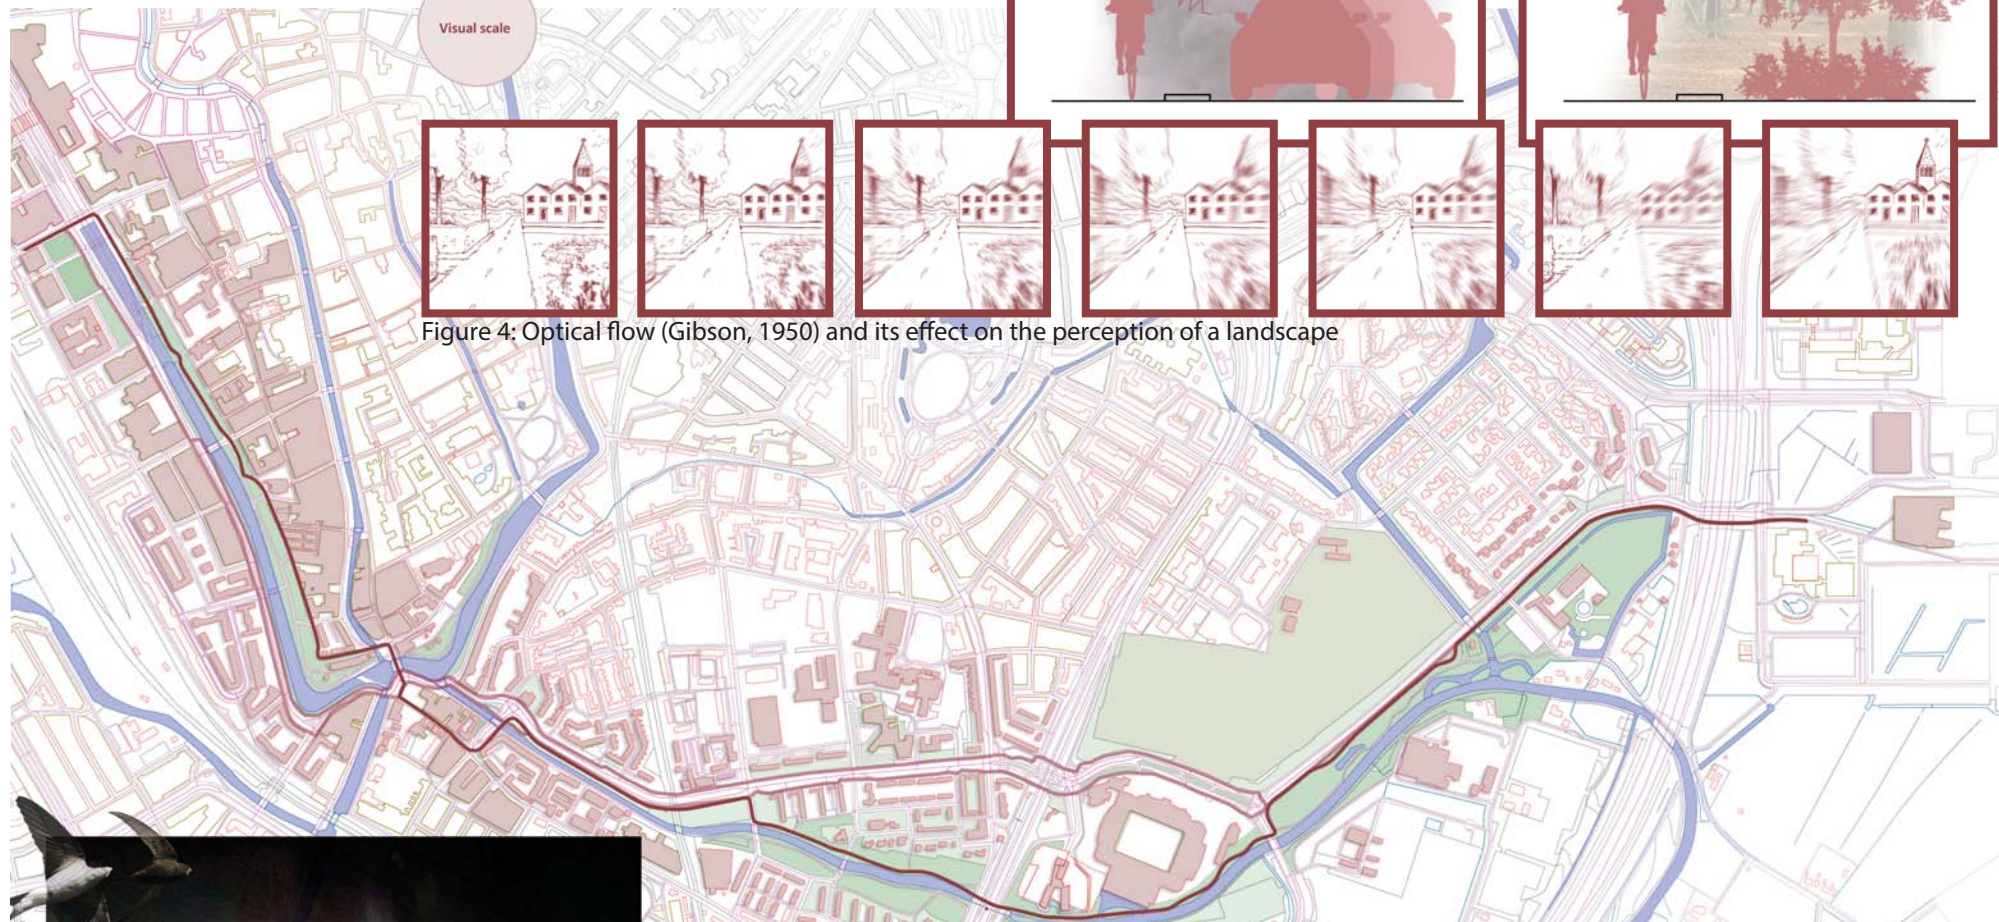 Visual scale
Figure 4: Optical flow (Gibson, 1950) and its effect on the perception of a landscape